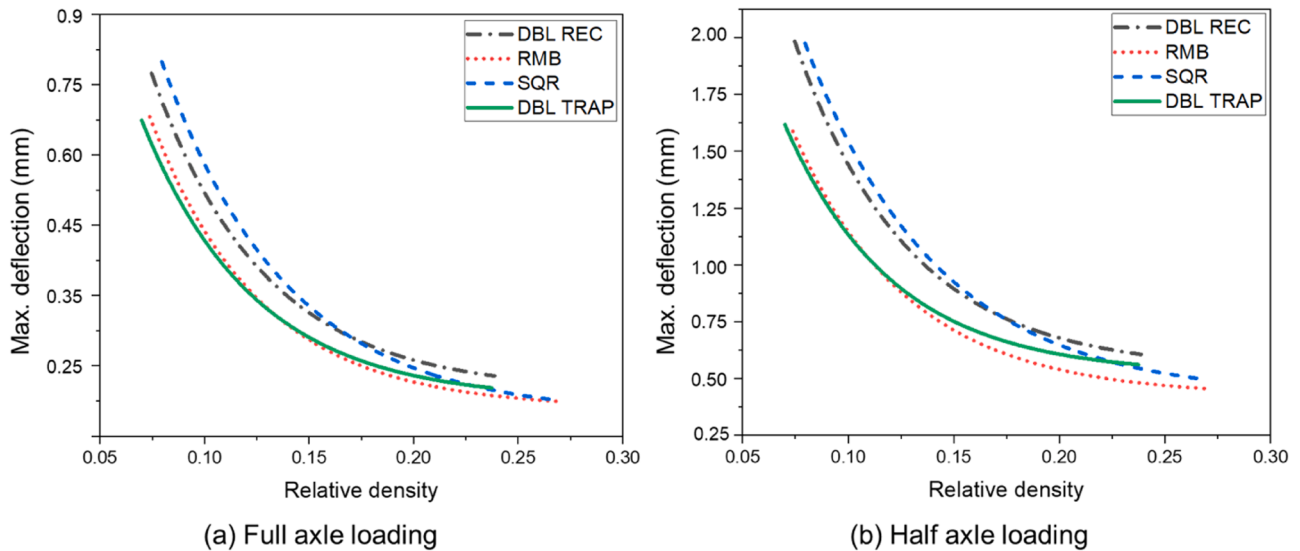 0.9
0.75
0.60
0.45
0.35
0.25
Max. deflection (mm)
DBL REC
RMB
SQR
DBL TRAP
0.05
0.10
0.15
0.20
0.25
0.30
Relative density
(a) Full axle loading
2.00
1.75
1.50
1.25
1.00
0.75
0.50
0.25
Max. deflection (mm)
DBL REC
RMB
SQR
DBL TRAP
0.05
0.10
0.15
0.20
0.25
0.30
Relative density
(b) Half axle loading